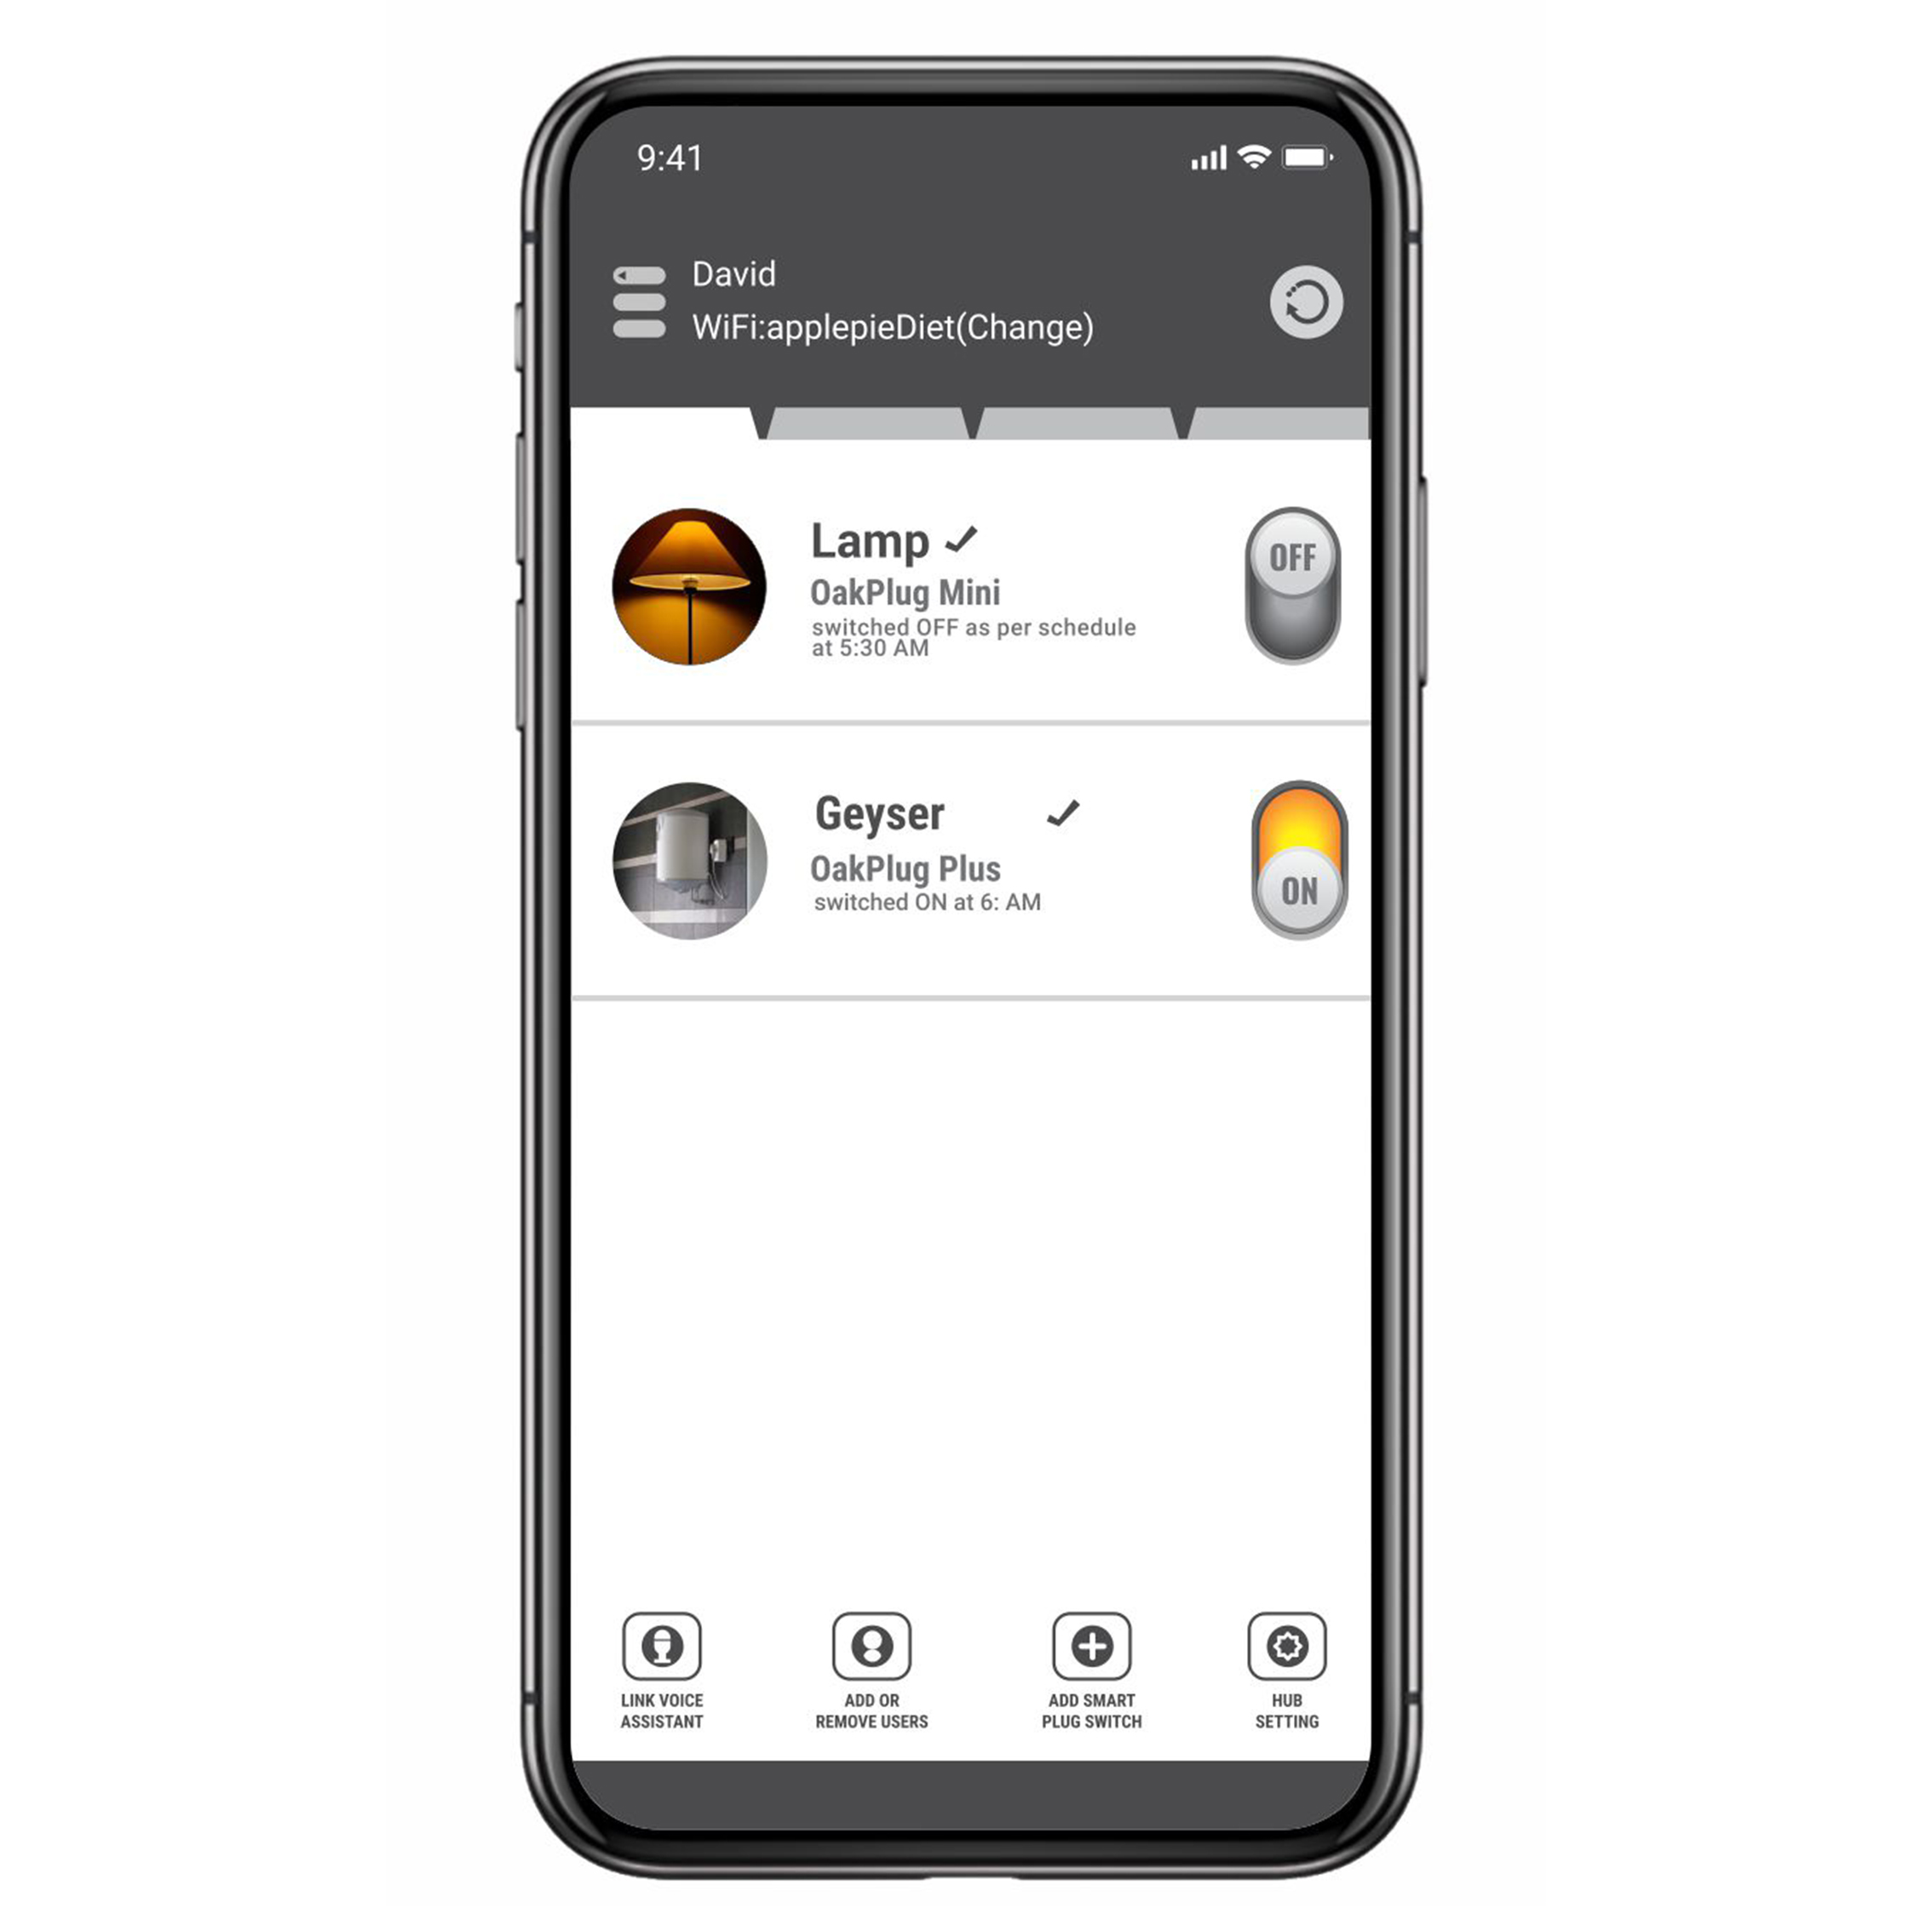 9:41
David
WiFi:applepieDiet(Change)
Lamp
OakPlug Mini
switched OFF as per schedule
at 5:30 AM
OFF
Geyser
OakPlug Plus
switched ON at 6: AM
ON
LINK VOICE
ASSISTANT
ADD OR
REMOVE USERS
ADD SMART
PLUG SWITCH
HUB
SETTING